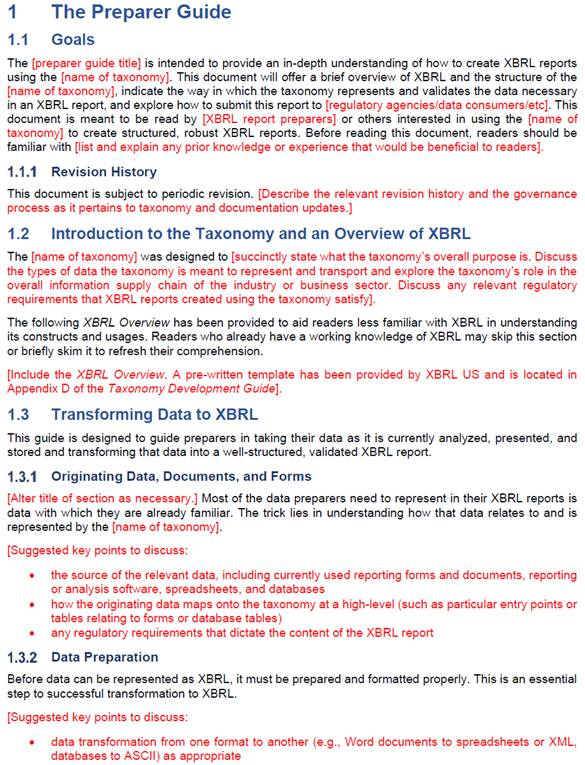 1 The Preparer Guide
1.1 Goals
The [preparer guide title] is intended to provide an in-depth understanding of how to create XBRL reports
using the [name of taxonomy]. This document will offer a brief overview of XBRL and the structure of the
[name of taxonomy], indicate the way in which the taxonomy represents and validates the data necessary
in an XBRL report, and explore how to submit this report to [regulatory agencies/data consumers/etc]. This
document is meant to be read by [XBRL report preparers] or others interested in using the [name of
taxonomy] to create structured, robust XBRL reports. Before reading this document, readers should be
familiar with [list and explain any prior knowledge or experience that would be beneficial to readers].
1.1.1 Revision History
This document is subject to periodic revision. [Describe the relevant revision history and the governance
process as it pertains to taxonomy and documentation updates.]
1.2 Introduction to the Taxonomy and an Overview of XBRL
The [name of taxonomy] was designed to [succinctly state what the taxonomy's overall purpose is. Discuss
the types of data the taxonomy is meant to represent and transport and explore the taxonomy's role in the
overall information supply chain of the industry or business sector. Discuss any relevant regulatory
requirements that XBRL reports created using the taxonomy satisfy].
The following XBRL Overview has been provided to aid readers less familiar with XBRL in understanding
its constructs and usages. Readers who already have a working knowledge of XBRL may skip this section
or briefly skim it to refresh their comprehension.
[Include the XBRL Overview. A pre-written template has been provided by XBRL US and is located in
Appendix D of the Taxonomy Development Guide].
1.3 Transforming Data to XBRL
This guide is designed to guide preparers in taking their data as it is currently analyzed, presented, and
stored and transforming that data into a well-structured, validated XBRL report.
1.3.1 Originating Data, Documents, and Forms
[Alter title of section as necessary.] Most of the data preparers need to represent in their XBRL reports is
data with which they are already familiar. The trick lies in understanding how that data relates to and is
represented by the [name of taxonomy].
[Suggested key points to discuss:
• the source of the relevant data, including currently used reporting forms and documents, reporting
or analysis software, spreadsheets, and databases
• how the originating data maps onto the taxonomy at a high-level (such as particular entry points or
tables relating to forms or database tables)
• any regulatory requirements that dictate the content of the XBRL report
1.3.2 Data Preparation
Before data can be represented as XBRL, it must be prepared and formatted properly. This is an essential
step to successful transformation to XBRL.
[Suggested key points to discuss:
• data transformation from one format to another (e.g., Word documents to spreadsheets or XML,
databases to ASCII) as appropriate